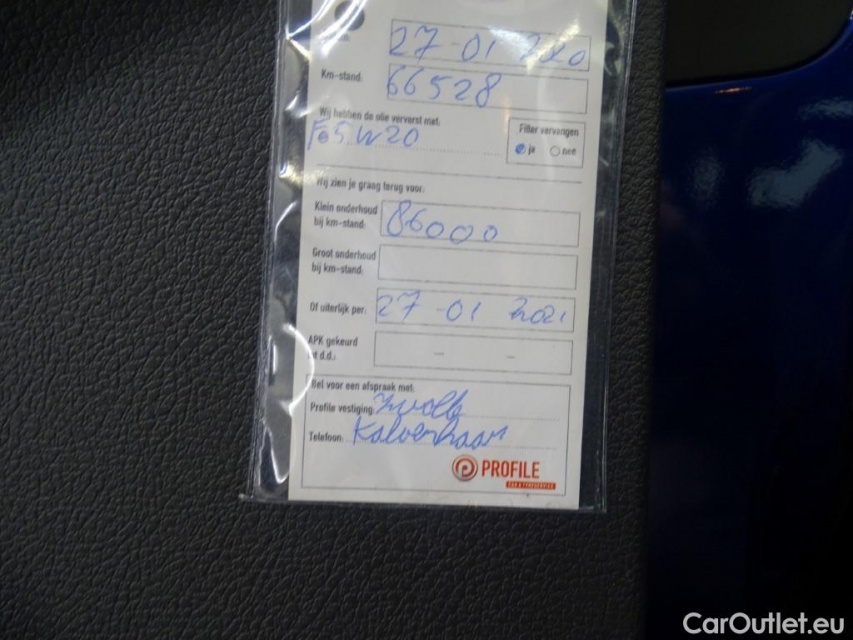 27-01 2020
Km-stand: 66528
Wij hebben de olie ververst met:
Filter vervangen
5W20
ja nee
Wij zien je graag terug voor:
Klein onderhoud
bij km-stand: 86000
Groot onderhoud
bij km-stand:
Of uiterlijk per: 27-01 2021
APK gekeurd
d.d.: - -
Bel voor een afspraak met:
Profile vestiging: Zwolle
Telefoon: Kalverhaar
PROFILE
CAR & TYRESERVICE
CarOutlet.eu